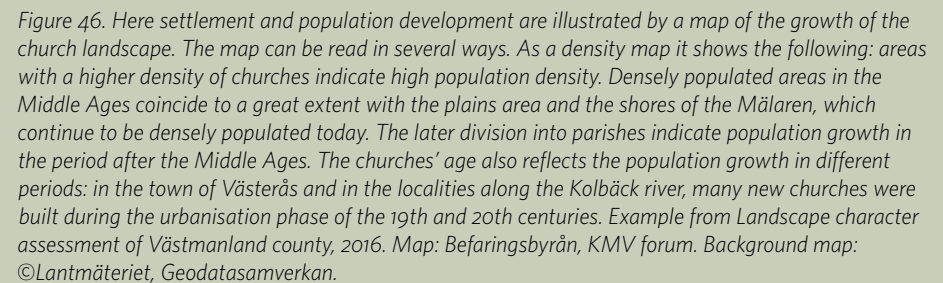 Figure 46. Here settlement and population development are illustrated by a map of the growth of the
church landscape. The map can be read in several ways. As a density map it shows the following: areas
with a higher density of churches indicate high population density. Densely populated areas in the
Middle Ages coincide to a great extent with the plains area and the shores of the Mälaren, which
continue to be densely populated today. The later division into parishes indicate population growth in
the period after the Middle Ages. The churches’ age also reflects the population growth in different
periods: in the town of Västerås and in the localities along the Kolbäck river, many new churches were
built during the urbanisation phase of the 19th and 20th centuries. Example from Landscape character
assessment of Västmanland county, 2016. Map: Befaringsbyrån, KMV forum. Background map:
©Lantmäteriet, Geodatasamverkan.